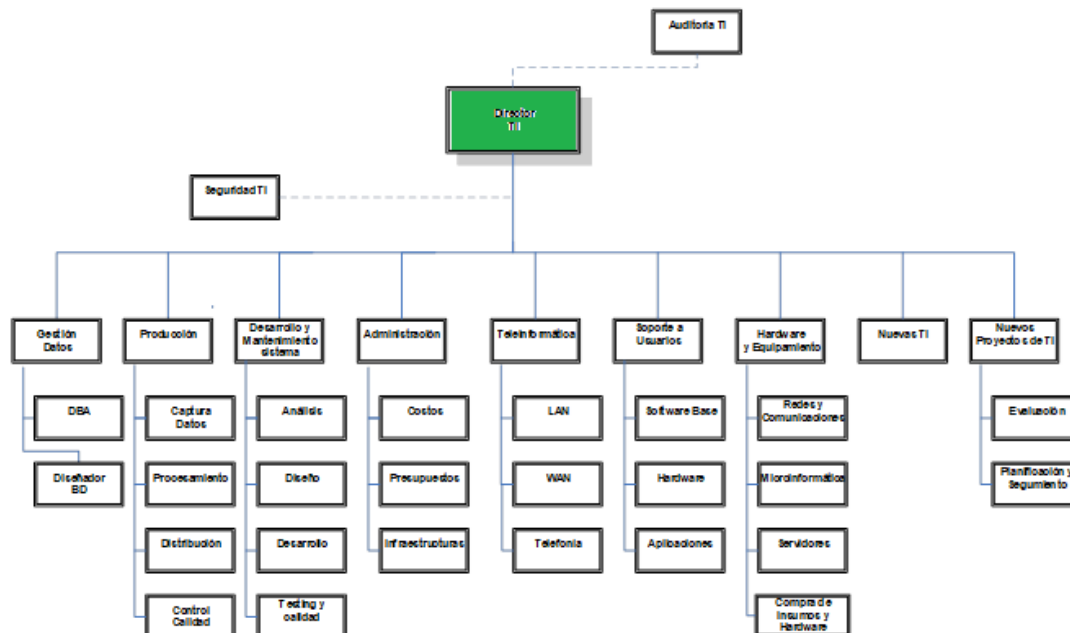 Auditoria TI
Director
TI
Seguridad TI
Gestión
Datos
Producción
Desarrollo y
Mantenimiento
sistema
Administración
Teleinformática
Soporte a
Usuarios
Hardware
y Equipamiento
Nuevas TI
Nuevos
Proyectos de TI
DBA
Captura
Datos
Análisis
Costos
LAN
Software Base
Redes y
Comunicaciones
Evaluación
Diseñador
BD
Procesamiento
Diseño
Presupuestos
WAN
Hardware
Microinformática
Planificación y
Seguimiento
Distribución
Desarrollo
Infraestructuras
Telefonia
Aplicaciones
Servidores
Control
Calidad
Testing y
calidad
Compra de
Insumos y
Hardware